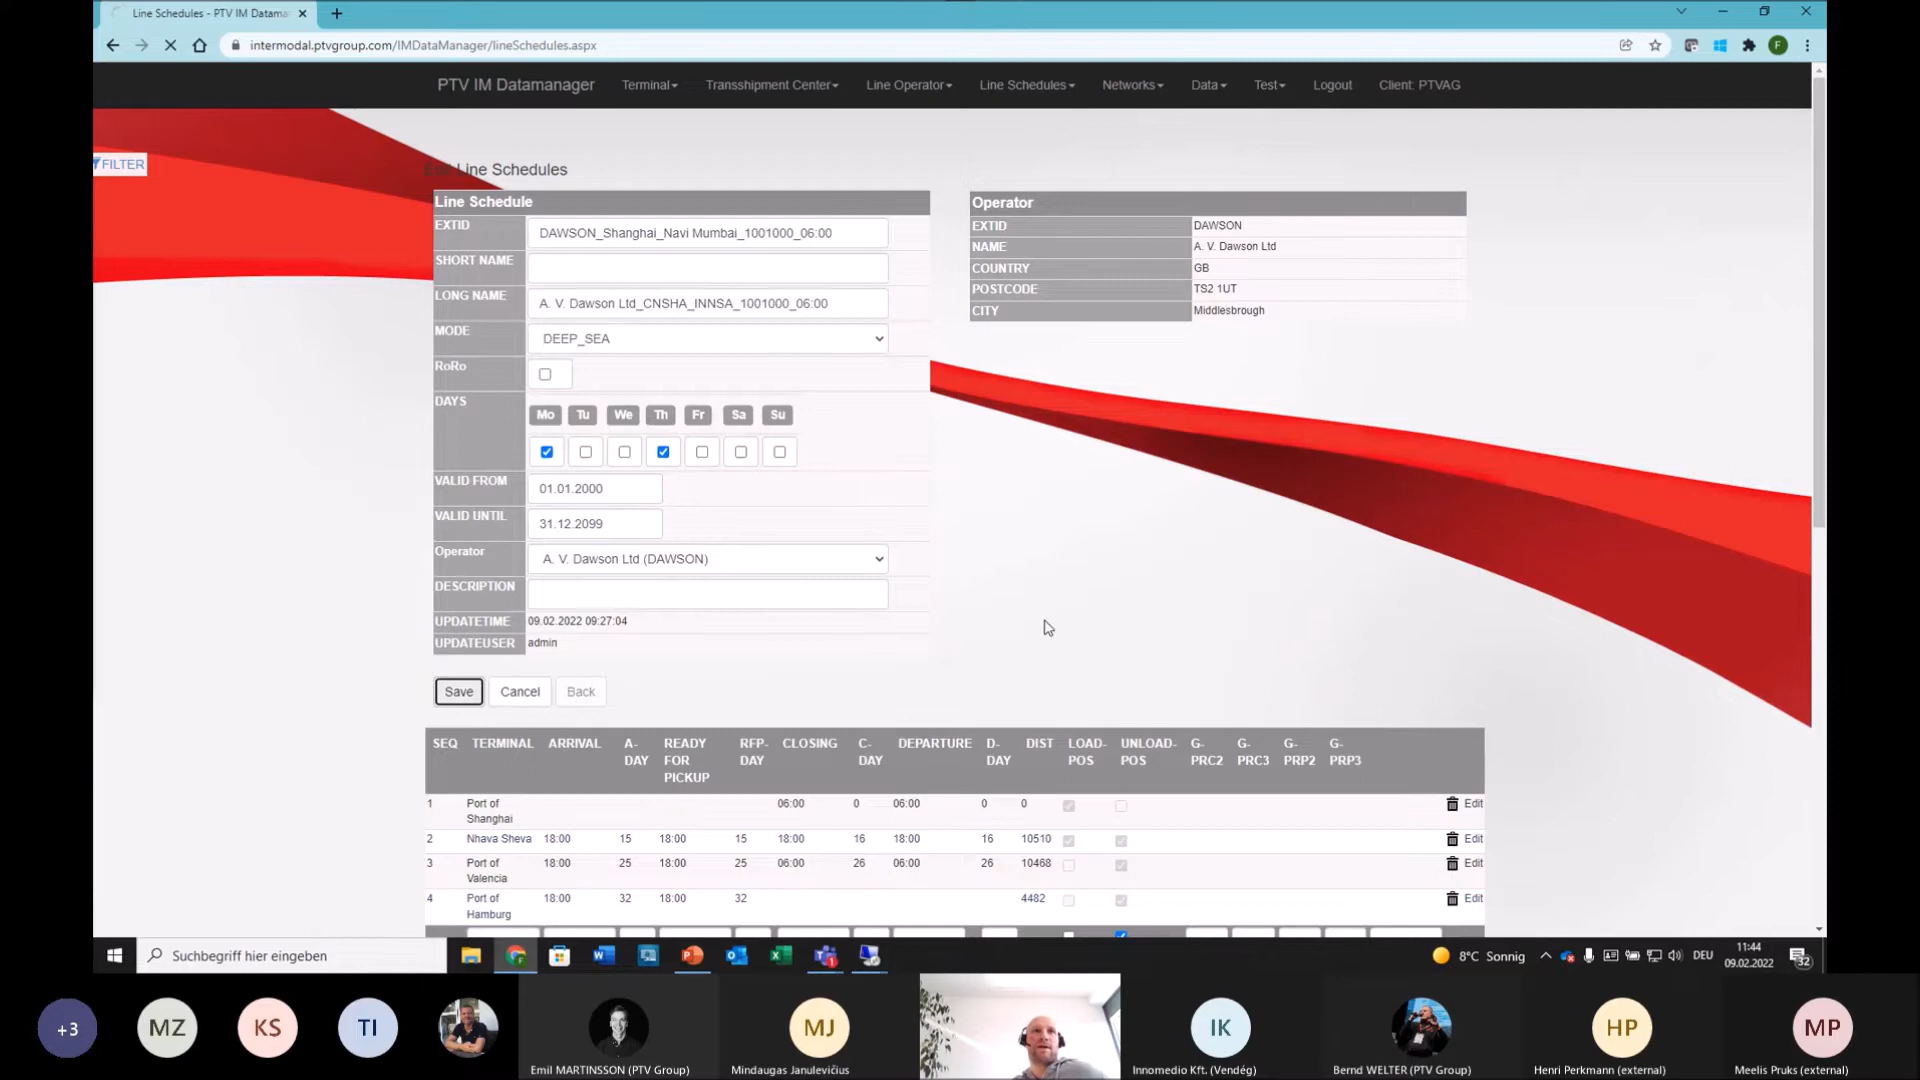 Line Schedules - PTV IM Datama
intermodal.ptvgroup.com/IMDataManager/lineSchedules.aspx
F
PTV IM Datamanager Terminal Transshipment Center Line Operator Line Schedules Networks Data Test Logout Client: PTVAG
FILTER
Edit Line Schedules
Line Schedule
EXTID DAWSON_Shanghai_Navi Mumbai_1001000_06:00
SHORT NAME
LONG NAME A. V. Dawson Ltd_CNSHA_INNSA_1001000_06:00
MODE DEEP_SEA
RoRo
DAYS Mo Tu We Th Fr Sa Su
VALID FROM 01.01.2000
VALID UNTIL 31.12.2099
Operator A. V. Dawson Ltd (DAWSON)
DESCRIPTION
UPDATETIME 09.02.2022 09:27:04
UPDATEUSER admin
Operator
EXTID DAWSON
NAME A. V. Dawson Ltd
COUNTRY GB
POSTCODE TS2 1UT
CITY Middlesbrough
Save Cancel Back
SEQ TERMINAL ARRIVAL A-DAY READY FOR PICKUP RFP-DAY CLOSING C-DAY DEPARTURE D-DAY DIST LOAD-POS UNLOAD-POS G-PRC2 G-PRC3 G-PRP2 G-PRP3
1 Port of Shanghai 06:00 0 06:00 0 0 Edit
2 Nhava Sheva 18:00 15 18:00 15 18:00 16 18:00 16 10510 Edit
3 Port of Valencia 18:00 25 18:00 25 06:00 26 06:00 26 10468 Edit
4 Port of Hamburg 18:00 32 18:00 32 4482 Edit
Suchbegriff hier eingeben
8°C Sonnig
DEU
11:44
09.02.2022
32
+3
MZ
KS
TI
Emil MARTINSSON (PTV Group)
MJ
Mindaugas Janulevičius
IK
Innomedio Kft. (Vendég)
Bernd WELTER (PTV Group)
HP
Henri Perkmann (external)
MP
Meelis Pruks (external)